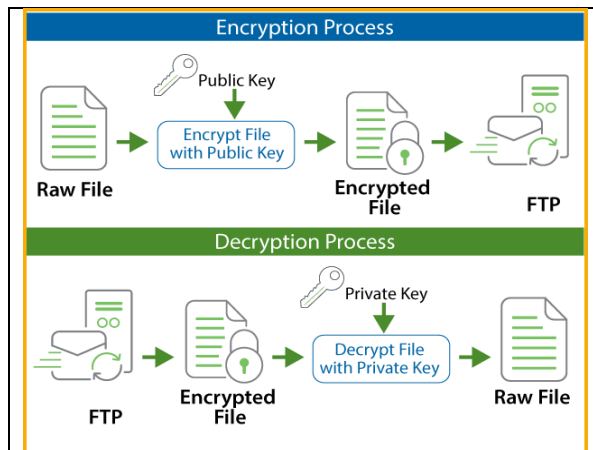 Encryption Process
Public Key
Encrypt File
with Public Key
Raw File
Encrypted
File
FTP
Decryption Process
Private Key
Decrypt File
with Private Key
FTP
Encrypted
File
Raw File